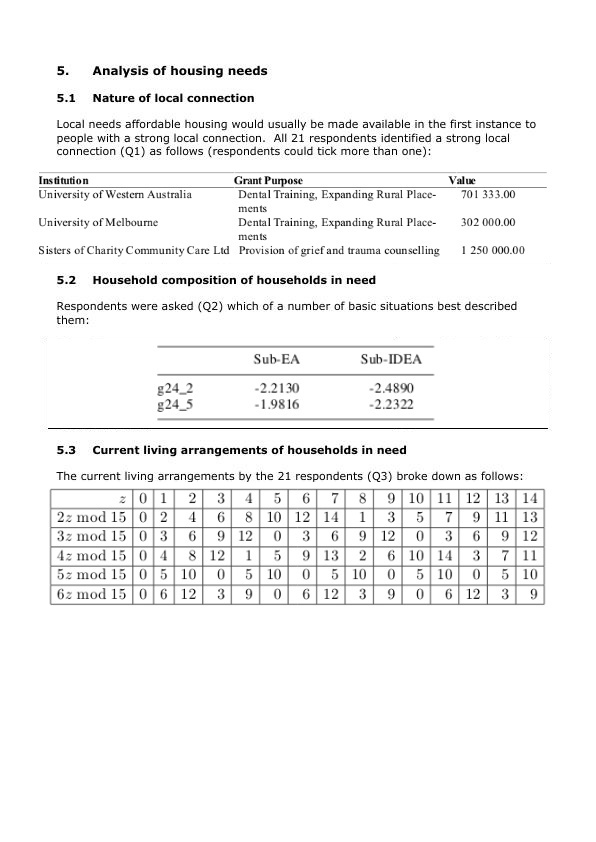 5. Analysis of housing needs
5.1 Nature of local connection
Local needs affordable housing would usually be made available in the first instance to
people with a strong local connection. All 21 respondents identified a strong local
connection (Q1) as follows (respondents could tick more than one):
Institution Grant Purpose Value
University of Western Australia Dental Training, Expanding Rural Place- 701 333.00
ments
University of Melbourne Dental Training, Expanding Rural Place- 302 000.00
ments
Sisters of Charity Community Care Ltd Provision of grief and trauma counselling 1 250 000.00
5.2 Household composition of households in need
Respondents were asked (Q2) which of a number of basic situations best described
them:
Sub-EA Sub-IDEA
g24_2 -2.2130 -2.4890
g24_5 -1.9816 -2.2322
5.3 Current living arrangements of households in need
The current living arrangements by the 21 respondents (Q3) broke down as follows:
z 0 1 2 3 4 5 6 7 8 9 10 11 12 13 14
2z mod 15 0 2 4 6 8 10 12 14 1 3 5 7 9 11 13
3z mod 15 0 3 6 9 12 0 3 6 9 12 0 3 6 9 12
4z mod 15 0 4 8 12 1 5 9 13 2 6 10 14 3 7 11
5z mod 15 0 5 10 0 5 10 0 5 10 0 5 10 0 5 10
6z mod 15 0 6 12 3 9 0 6 12 3 9 0 6 12 3 9